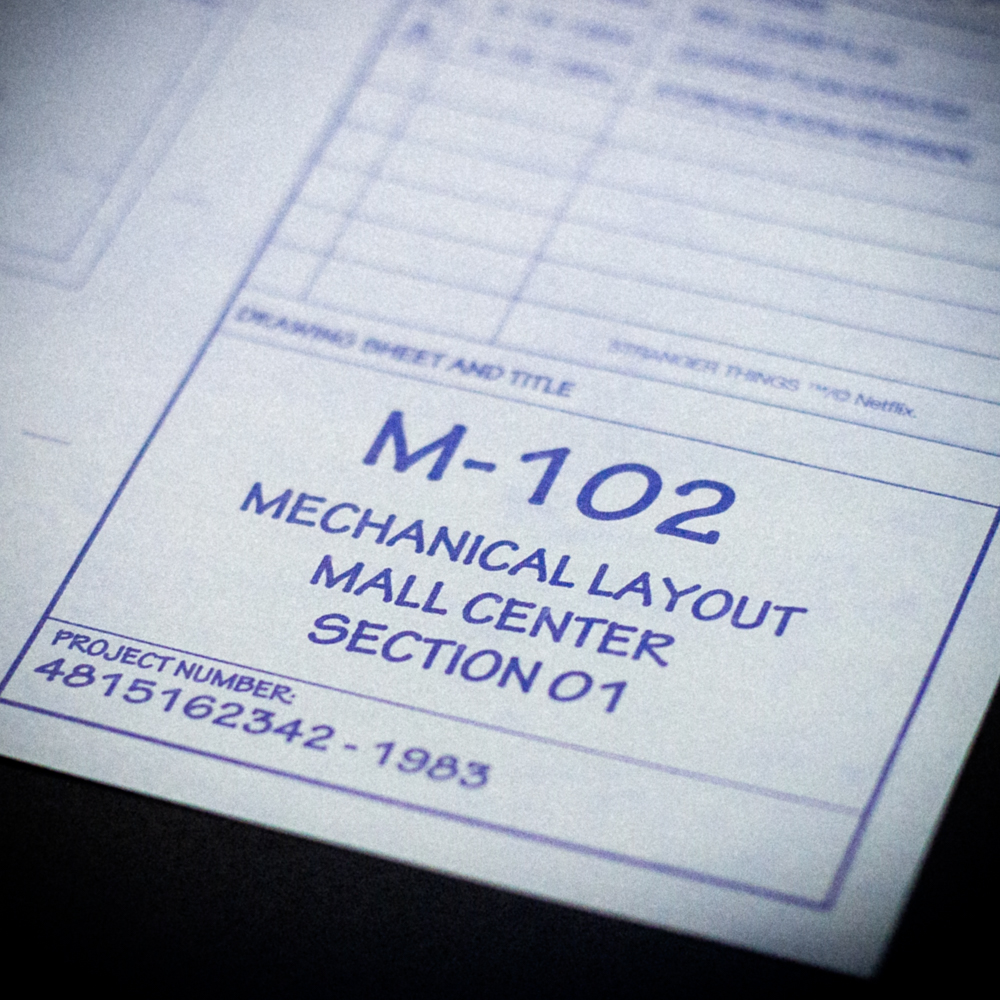 DRAWING SHEET AND TITLE
STRANGER THINGS ™/© Netflix.
M-102
MECHANICAL LAYOUT
MALL CENTER
SECTION 01
PROJECT NUMBER:
4815162342 - 1983